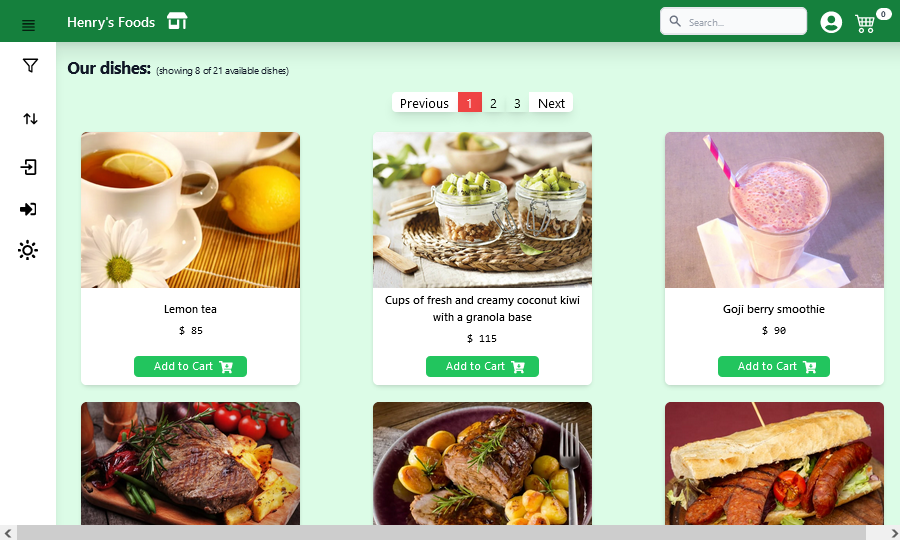 Henry's Foods
Search...
0
Our dishes: (showing 8 of 21 available dishes)
Previous 1 2 3 Next
Lemon tea
$ 85
Add to Cart
Cups of fresh and creamy coconut kiwi
with a granola base
$ 115
Add to Cart
Goji berry smoothie
$ 90
Add to Cart